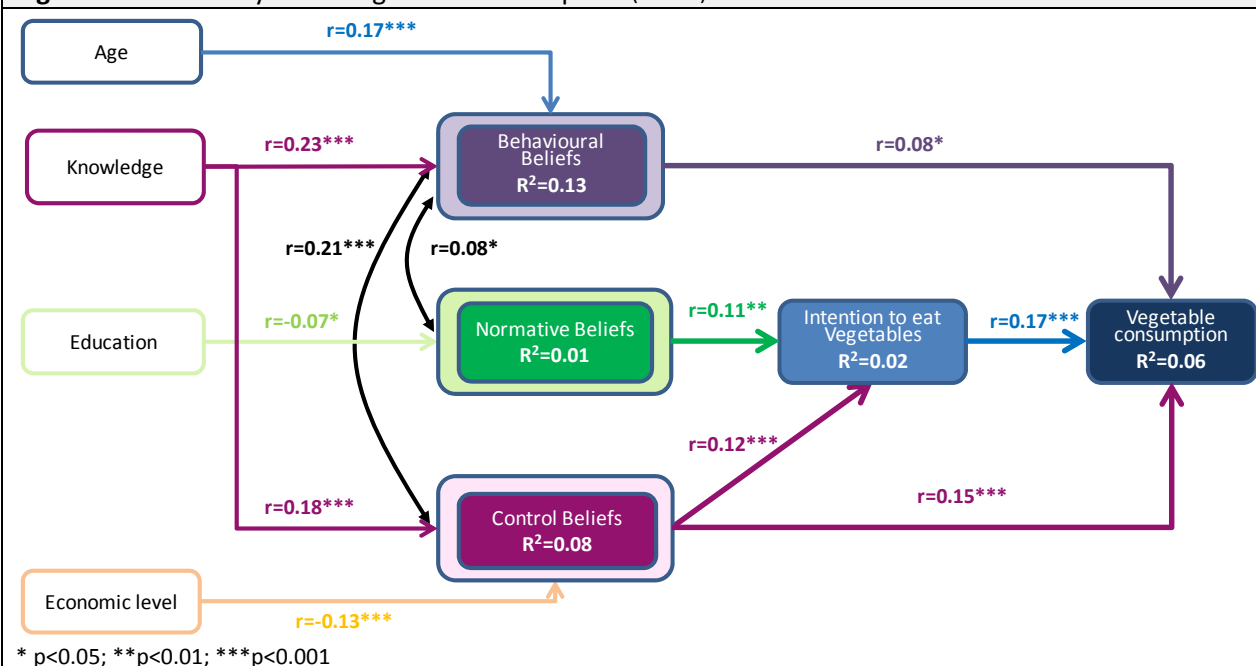 r=0.17***
Age
Knowledge
r=0.23***
Behavioural
Beliefs
R²=0.13
r=0.08*
r=0.21***
r=0.08*
Education
r=-0.07*
Normative Beliefs
R²=0.01
r=0.11**
Intention to eat
Vegetables
R²=0.02
r=0.17***
Vegetable
consumption
R²=0.06
r=0.12***
r=0.18***
Control Beliefs
R²=0.08
r=0.15***
Economic level
r=-0.13***
* p<0.05; **p<0.01; ***p<0.001